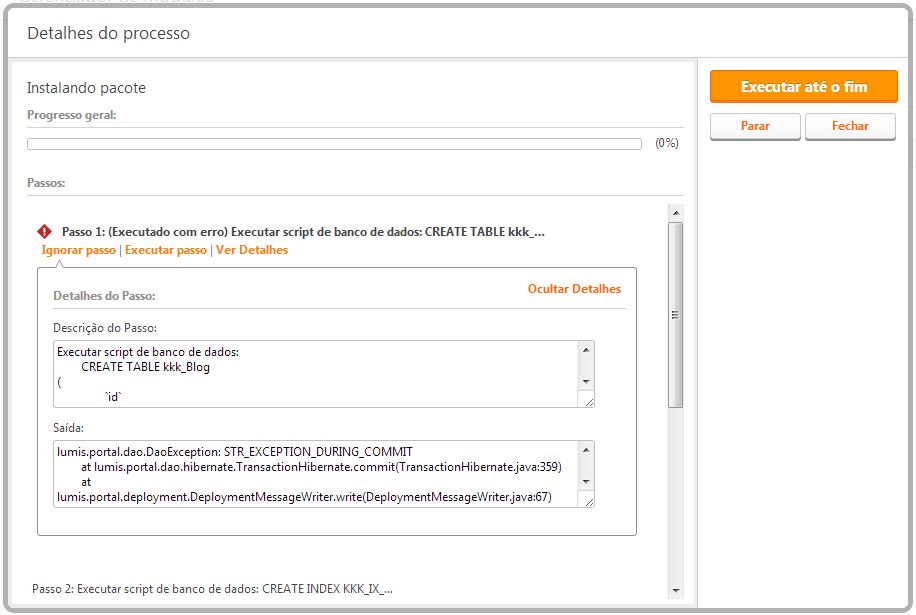 Gerenciador de Módulos
Detalhes do processo
Instalando pacote
Progresso geral:
(0%)
Passos:
Passo 1: (Executado com erro) Executar script de banco de dados: CREATE TABLE kkk_...
Ignorar passo | Executar passo | Ver Detalhes
Ocultar Detalhes
Detalhes do Passo:
Descrição do Passo:
Executar script de banco de dados:
CREATE TABLE kkk_Blog
(
`id`
Saída:
lumis.portal.dao.DaoException: STR_EXCEPTION_DURING_COMMIT
at lumis.portal.dao.hibernate.TransactionHibernate.commit(TransactionHibernate.java:359)
at
lumis.portal.deployment.DeploymentMessageWriter.write(DeploymentMessageWriter.java:67)
Passo 2: Executar script de banco de dados: CREATE INDEX KKK_IX_...
Executar até o fim
Parar
Fechar